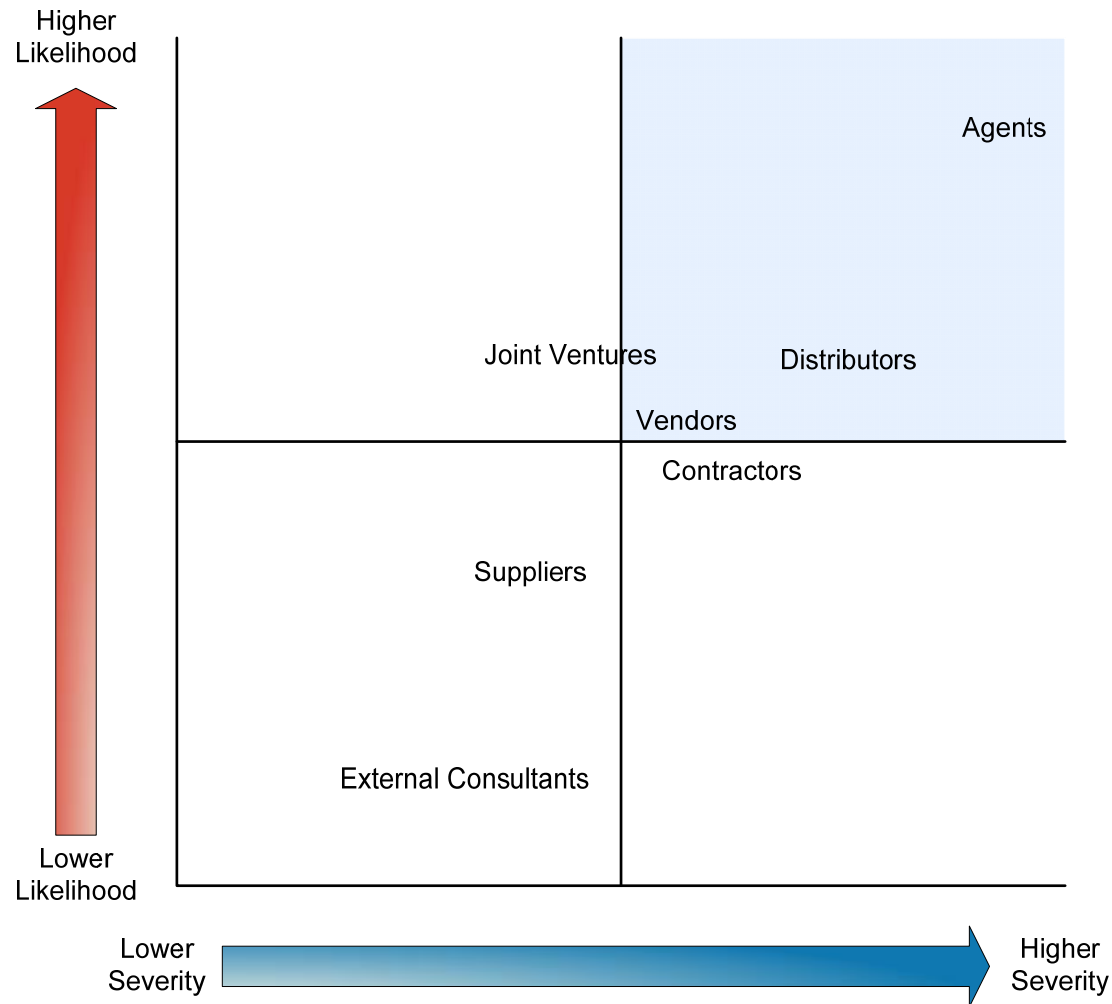 Higher
Likelihood
Agents
Joint Ventures
Distributors
Vendors
Contractors
Suppliers
External Consultants
Lower
Likelihood
Lower
Severity
Higher
Severity